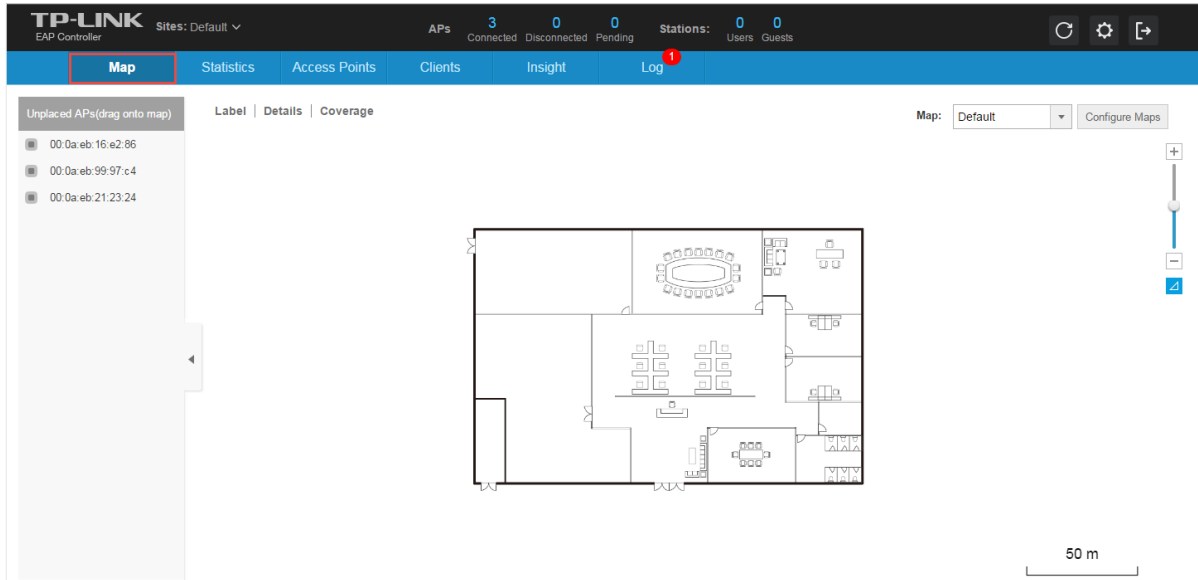 TP-LINK
EAP Controller
Sites: Default
APs
3 0 0
Connected Disconnected Pending
Stations:
0 0
Users Guests
Map Statistics Access Points Clients Insight Log 1
Unplaced APs(drag onto map)
00:0a:eb:16:e2:86
00:0a:eb:99:97:c4
00:0a:eb:21:23:24
Label | Details | Coverage
Map: Default Configure Maps
50 m